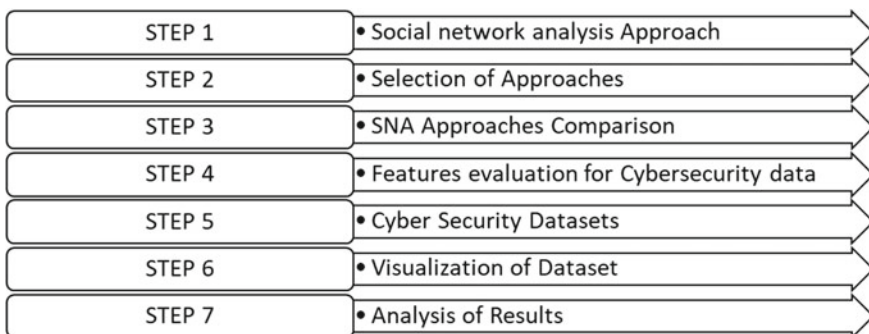 STEP 1 • Social network analysis Approach
STEP 2 • Selection of Approaches
STEP 3 • SNA Approaches Comparison
STEP 4 • Features evaluation for Cybersecurity data
STEP 5 • Cyber Security Datasets
STEP 6 • Visualization of Dataset
STEP 7 • Analysis of Results